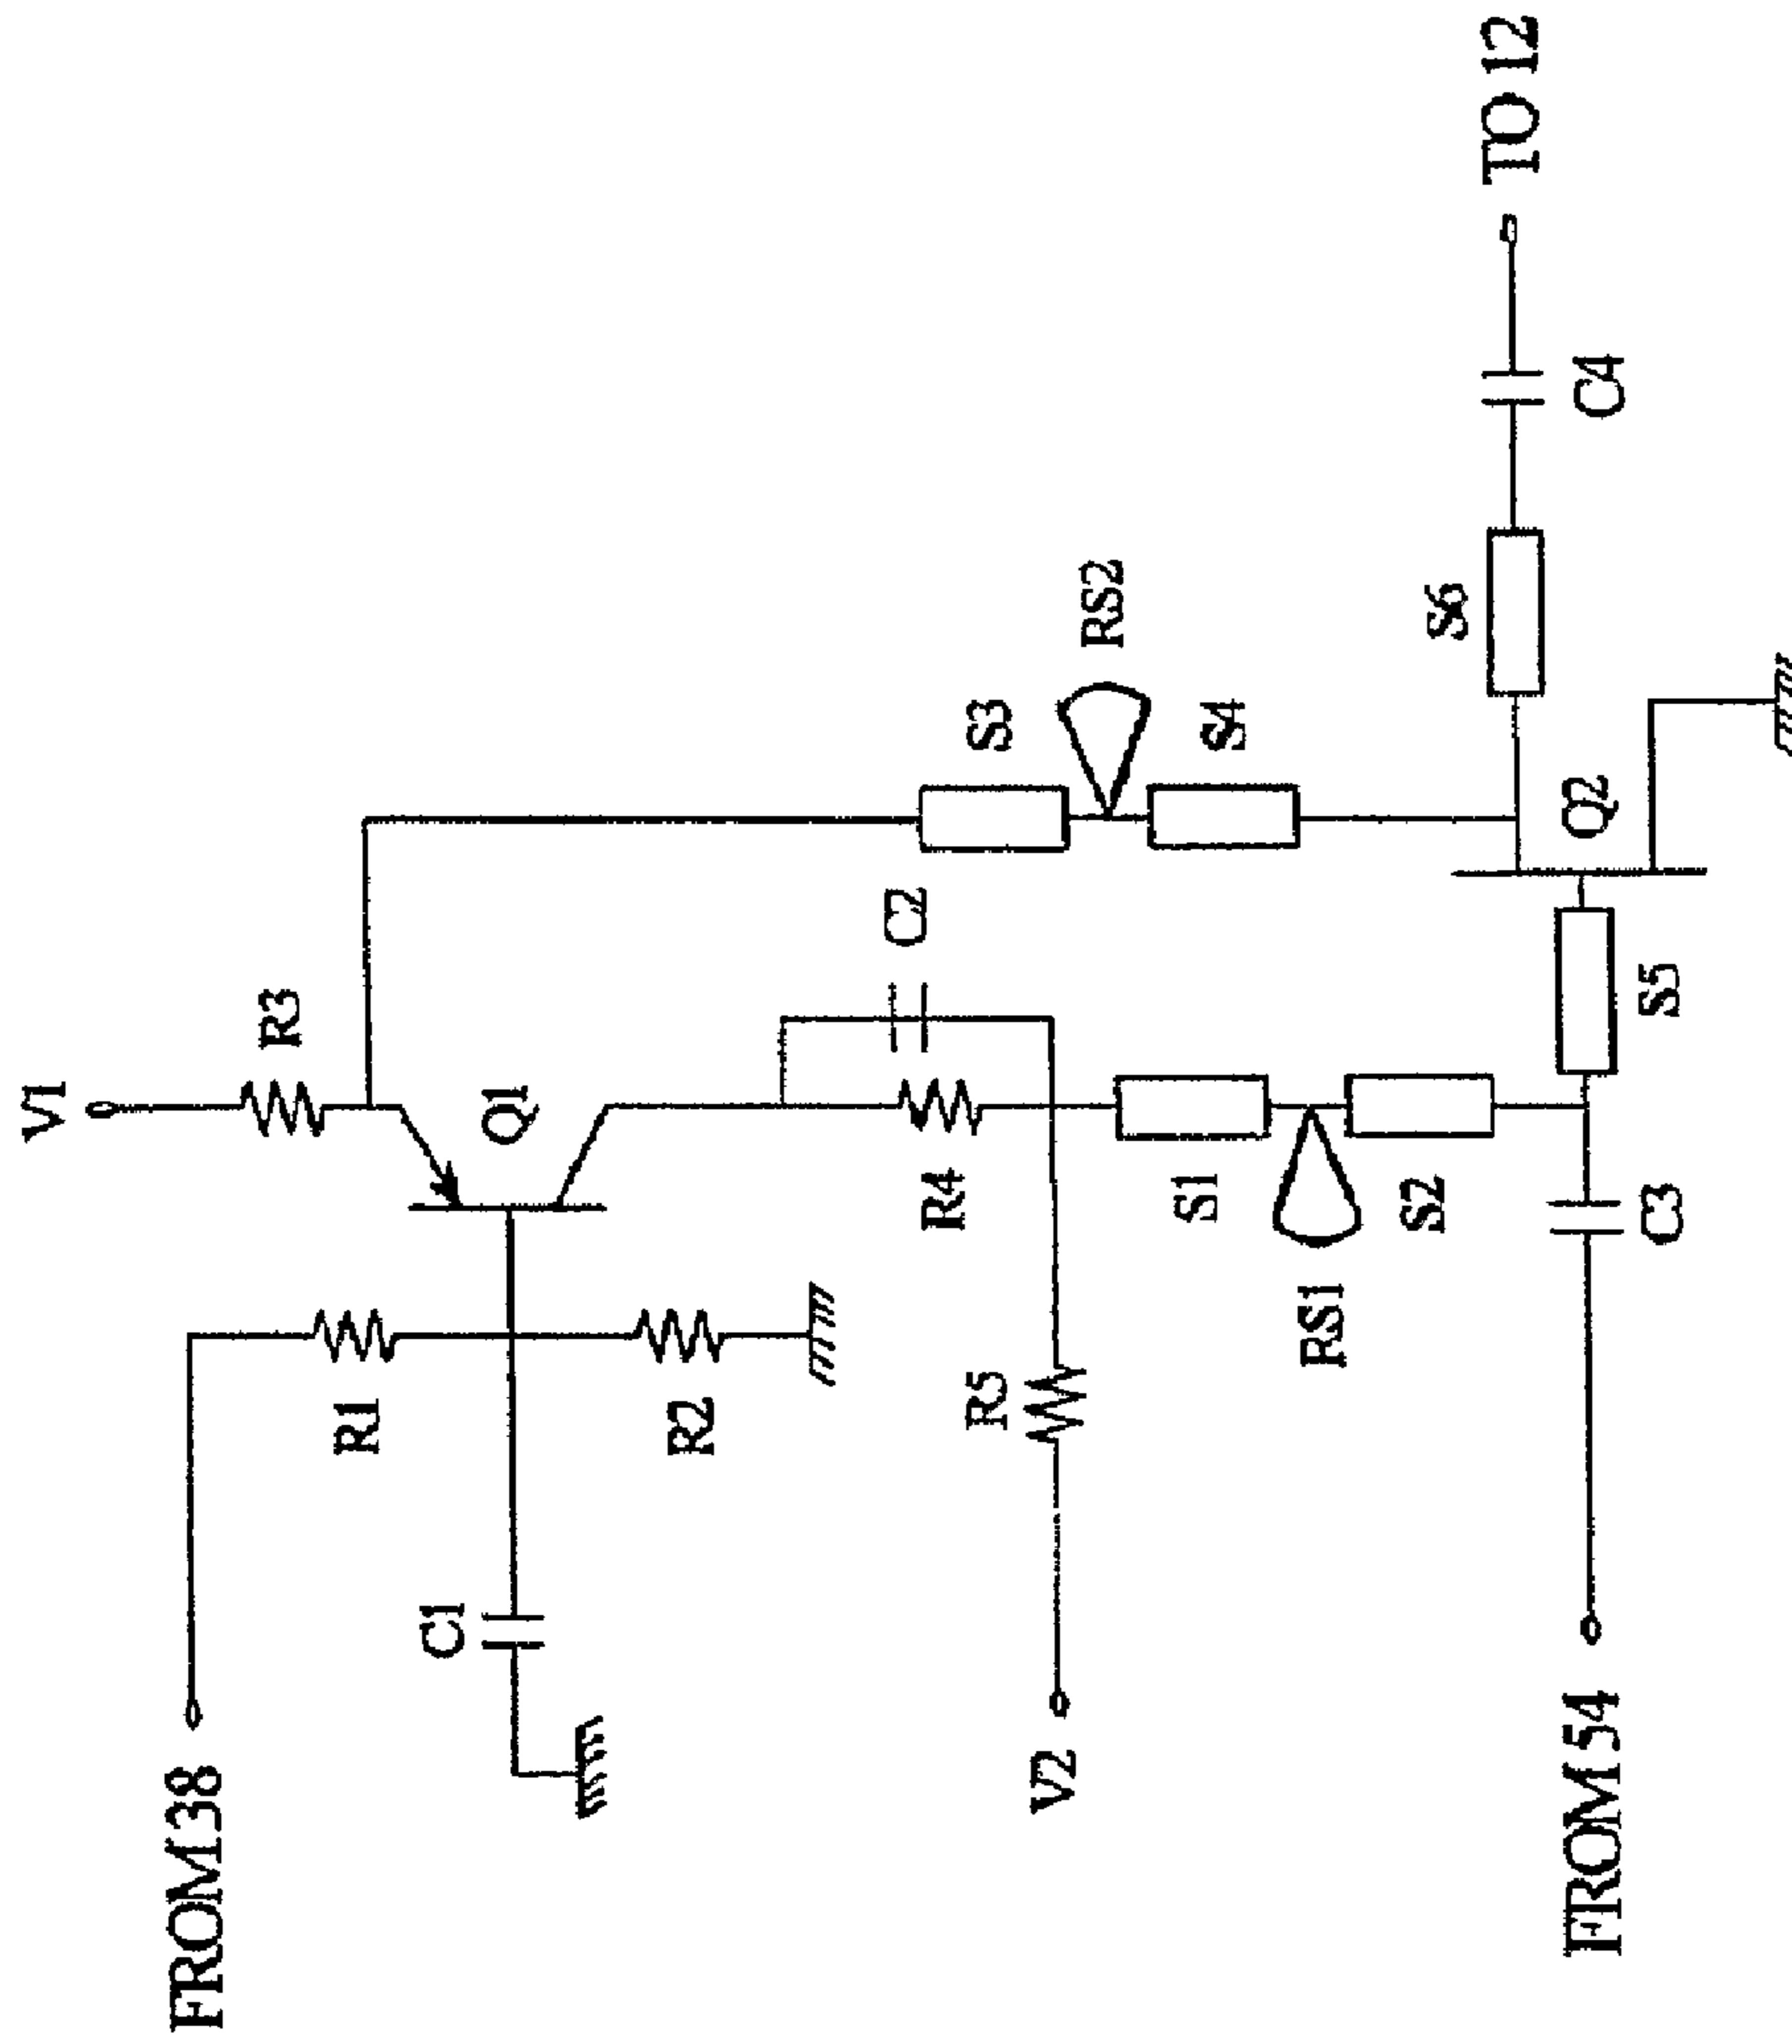 V1
R3
Q1
FROM 38
R1
C1
R2
C2
R4
R5
V2
S1
RS1
S2
S3
RS2
S4
S6
TO 12
C4
Q2
S5
C3
FROM 54